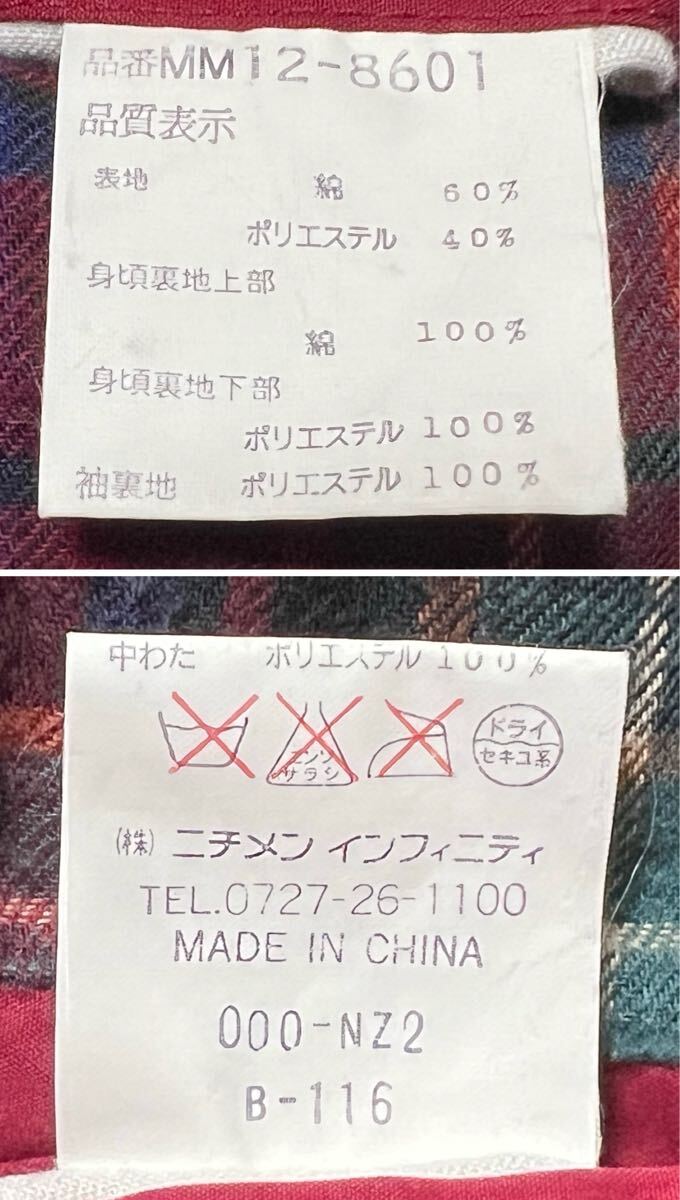 品番MM12-8601
品質表示
表地 綿 60%
ポリエステル 40%
身頃裏地上部
綿 100%
身頃裏地下部
ポリエステル 100%
袖裏地 ポリエステル 100%
中わた ポリエステル 100%
エンソ サラシ
ドライ
セキユ系
(株) ニチメン インフィニティ
TEL.0727-26-1100
MADE IN CHINA
000-NZ2
B-116